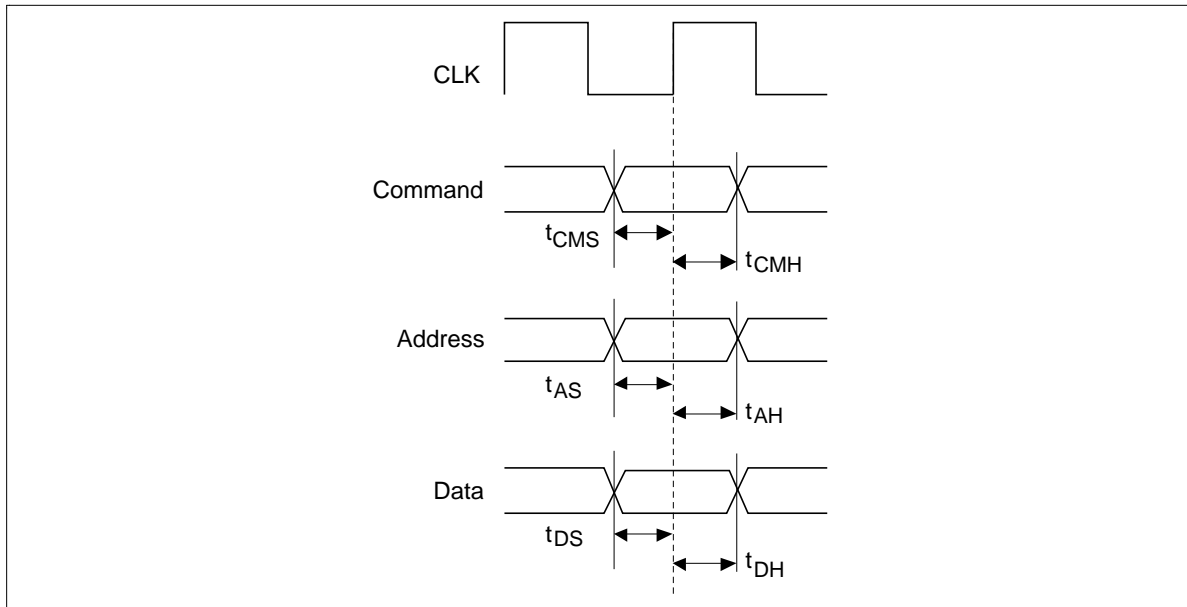 CLK
Command
tCMS
tCMH
Address
tAS
tAH
Data
tDS
tDH